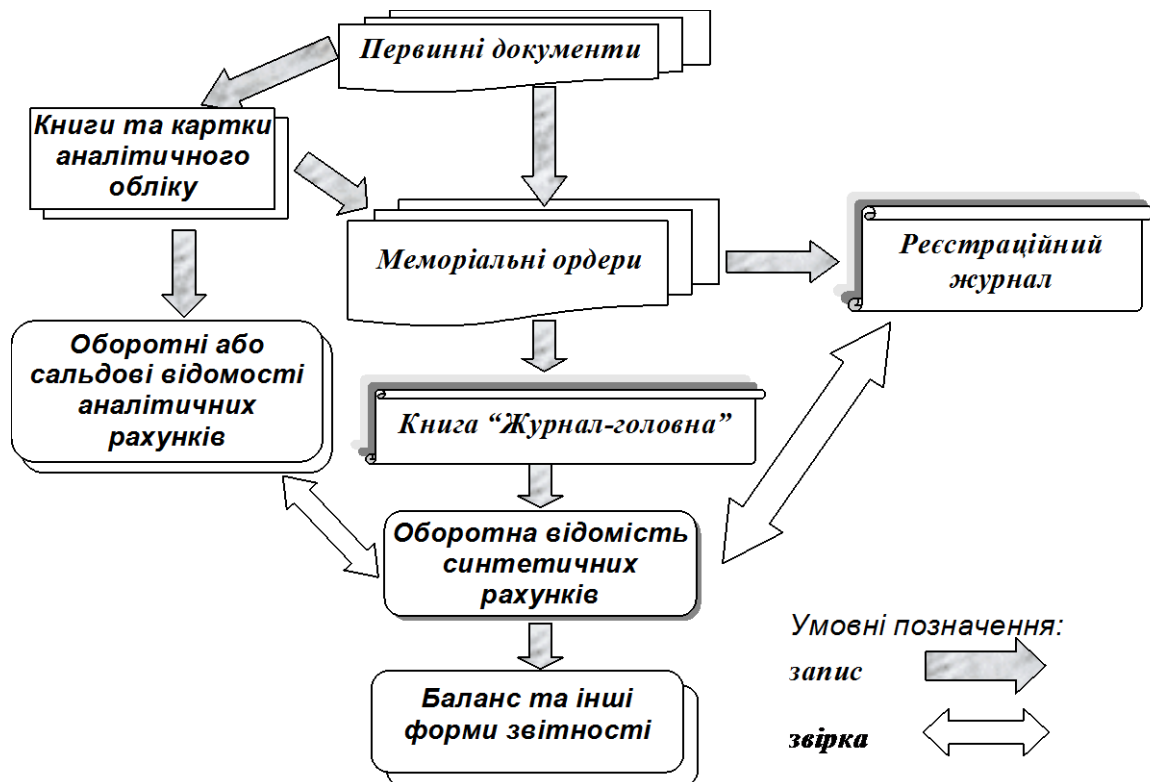 Первинні документи
Книги та картки
аналітичного
обліку
Меморіальні ордери
Реєстраційний
журнал
Оборотні або
сальдові відомості
аналітичних
рахунків
Книга “Журнал-головна”
Оборотна відомість
синтетичних
рахунків
Баланс та інші
форми звітності
Умовні позначення:
запис
звірка